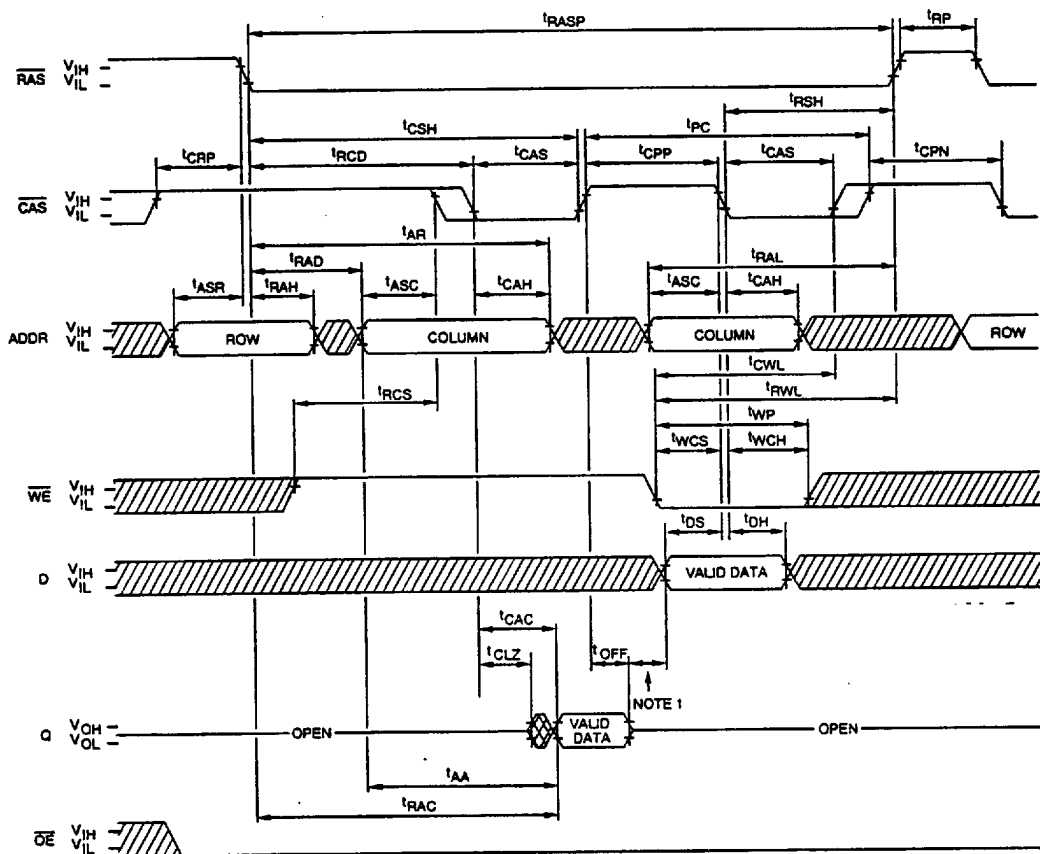 tRASP
tRP
RAS VIH
VIL
tRSH
tCSH
tPC
tCRP
tRCD
tCAS
tCPP
tCAS
tCPN
CAS VIH
VIL
tAR
tRAD
tRAL
tASR
tRAH
tASC
tCAH
tASC
tCAH
ADDR VIH
VIL
ROW
COLUMN
COLUMN
ROW
tCWL
tRCS
tRWL
tWP
tWCS
tWCH
WE VIH
VIL
tDS
tDH
D VIH
VIL
VALID DATA
tCAC
tCLZ
tOFF
NOTE 1
Q VOH
VOL
OPEN
VALID
DATA
OPEN
tAA
tRAC
OE VIH
VIL